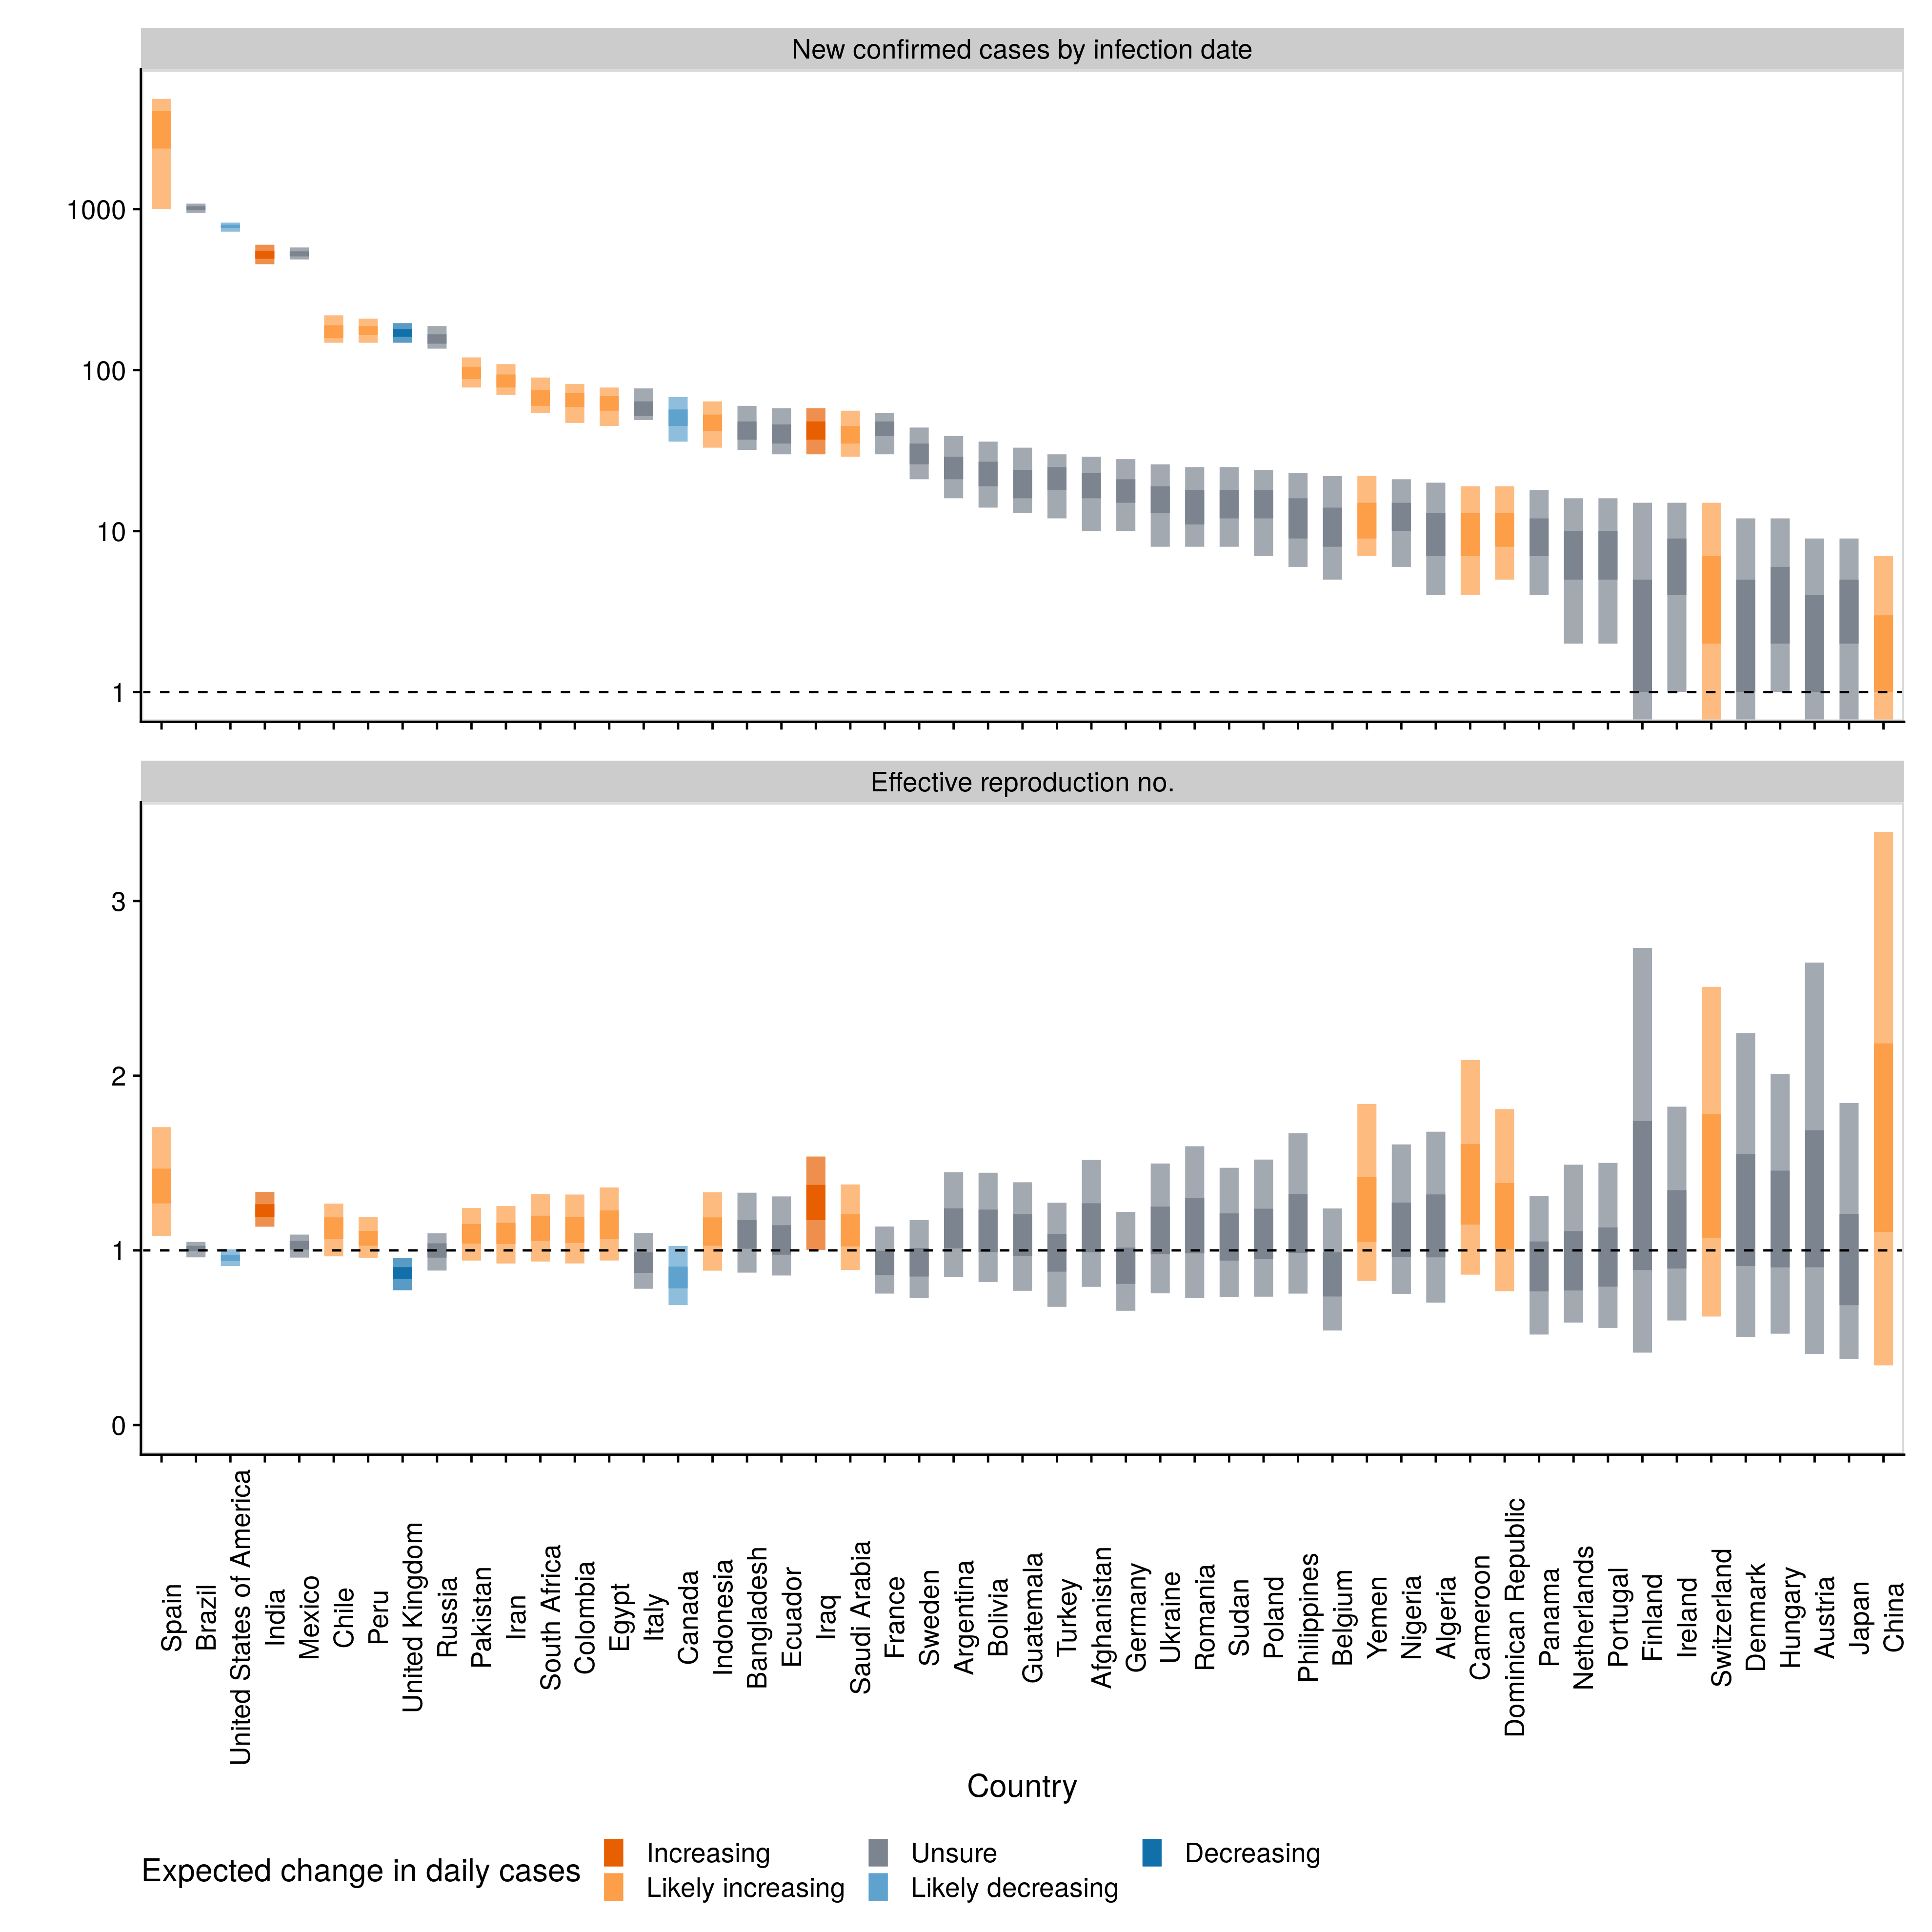 New confirmed cases by infection date
1000
100
10
1
Effective reproduction no.
3
2
1
0
Spain
Brazil
United States of America
India
Mexico
Chile
Peru
United Kingdom
Russia
Pakistan
Iran
South Africa
Colombia
Egypt
Italy
Canada
Indonesia
Bangladesh
Ecuador
Iraq
Saudi Arabia
France
Sweden
Argentina
Bolivia
Guatemala
Turkey
Afghanistan
Germany
Ukraine
Romania
Sudan
Poland
Philippines
Belgium
Yemen
Nigeria
Algeria
Cameroon
Dominican Republic
Panama
Netherlands
Portugal
Finland
Ireland
Switzerland
Denmark
Hungary
Austria
Japan
China
Country
Expected change in daily cases
Increasing
Unsure
Decreasing
Likely increasing
Likely decreasing